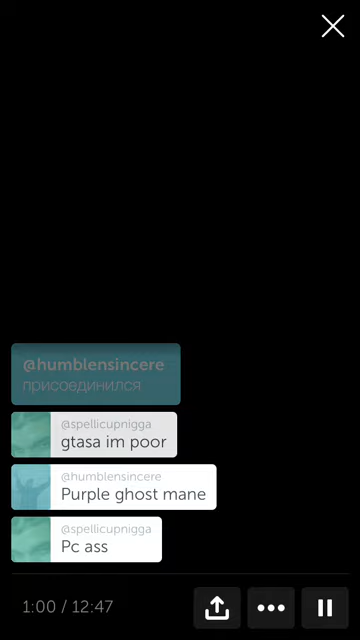 @humblensincere
присоединился.
@spellicupnigga
gtasa im poor
@humblensincere
Purple ghost mane
@spellicupnigga
Pc ass
1:00 / 12:47